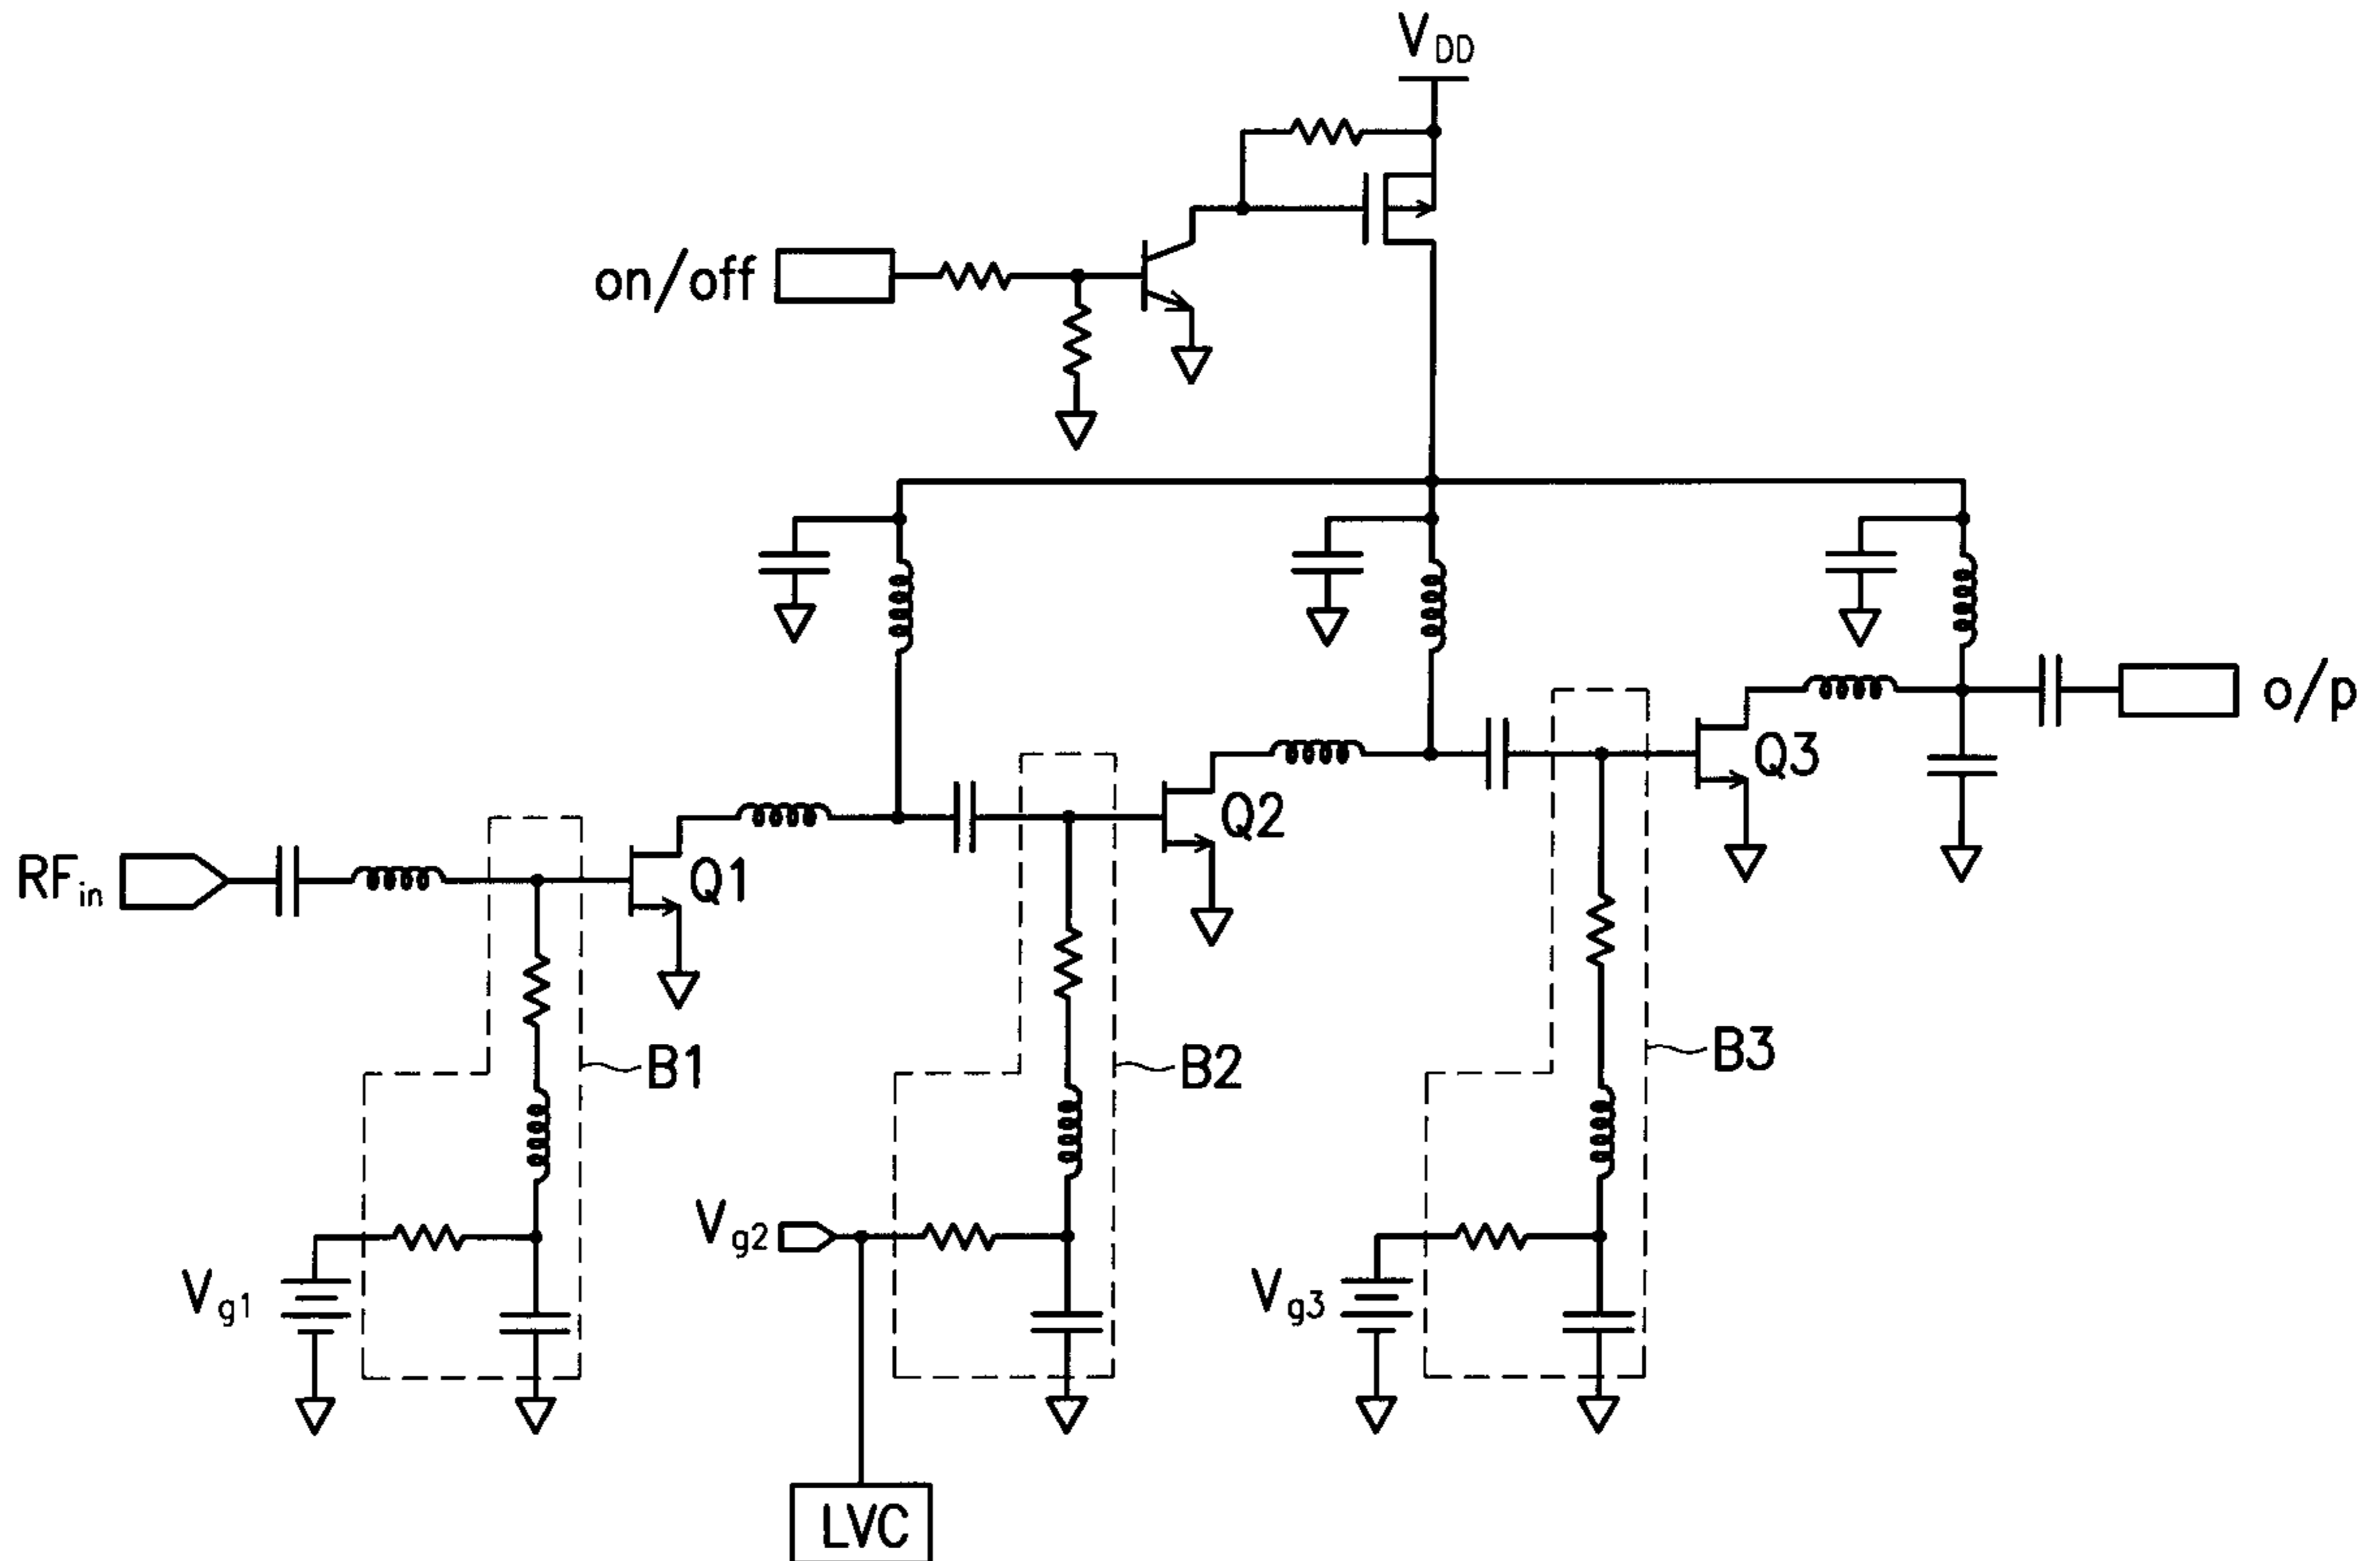 VDD
on/off
o/p
Q3
Q2
RFin
Q1
B1
B2
B3
Vg2
Vg1
Vg3
LVC